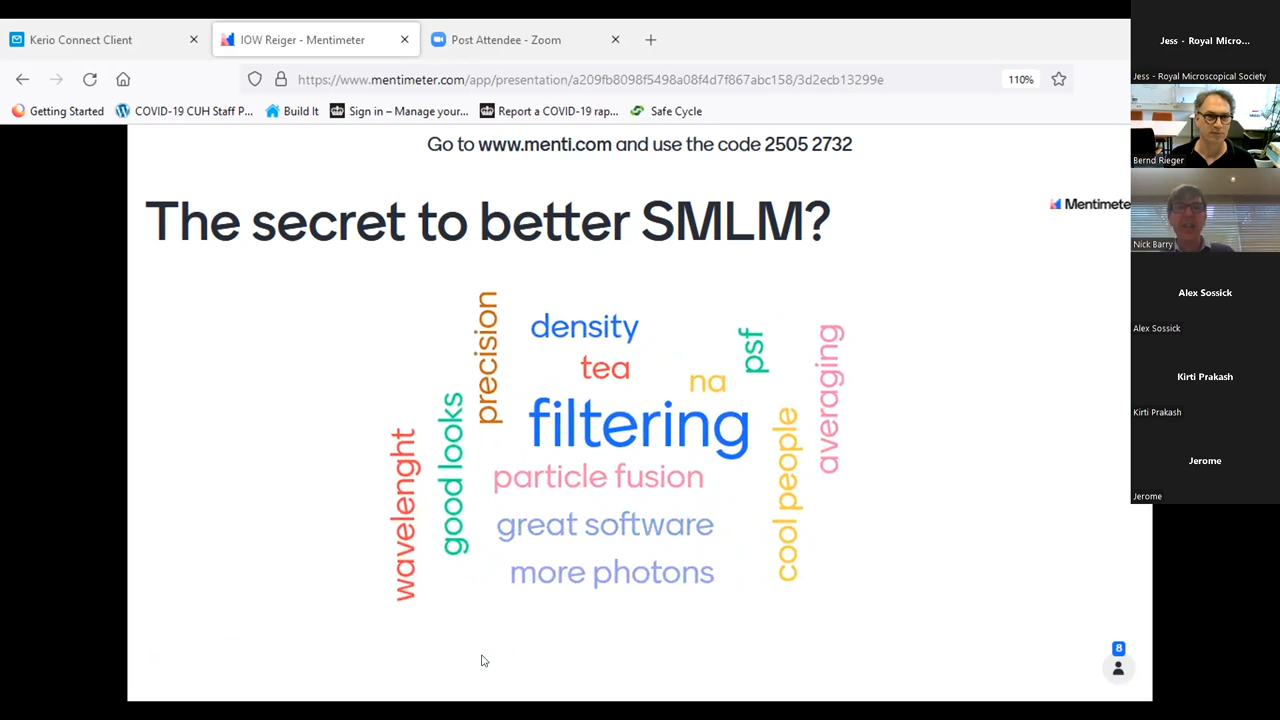 Kerio Connect Client
IOW Reiger - Mentimeter
Post Attendee - Zoom
https://www.mentimeter.com/app/presentation/a209fb8098f5498a08f4d7f867abc158/3d2ecb13299e
110%
Getting Started
COVID-19 CUH Staff P...
Build It
Sign in – Manage your...
Report a COVID-19 rap...
Safe Cycle
Go to www.menti.com and use the code 2505 2732
The secret to better SMLM?
Mentimete
precision
density
psf
averaging
tea
na
good looks
filtering
cool people
wavelenght
particle fusion
great software
more photons
8
Jess - Royal Micro...
Jess - Royal Microscopical Society
Bernd Rieger
Nick Barry
Alex Sossick
Alex Sossick
Kirti Prakash
Kirti Prakash
Jerome
Jerome